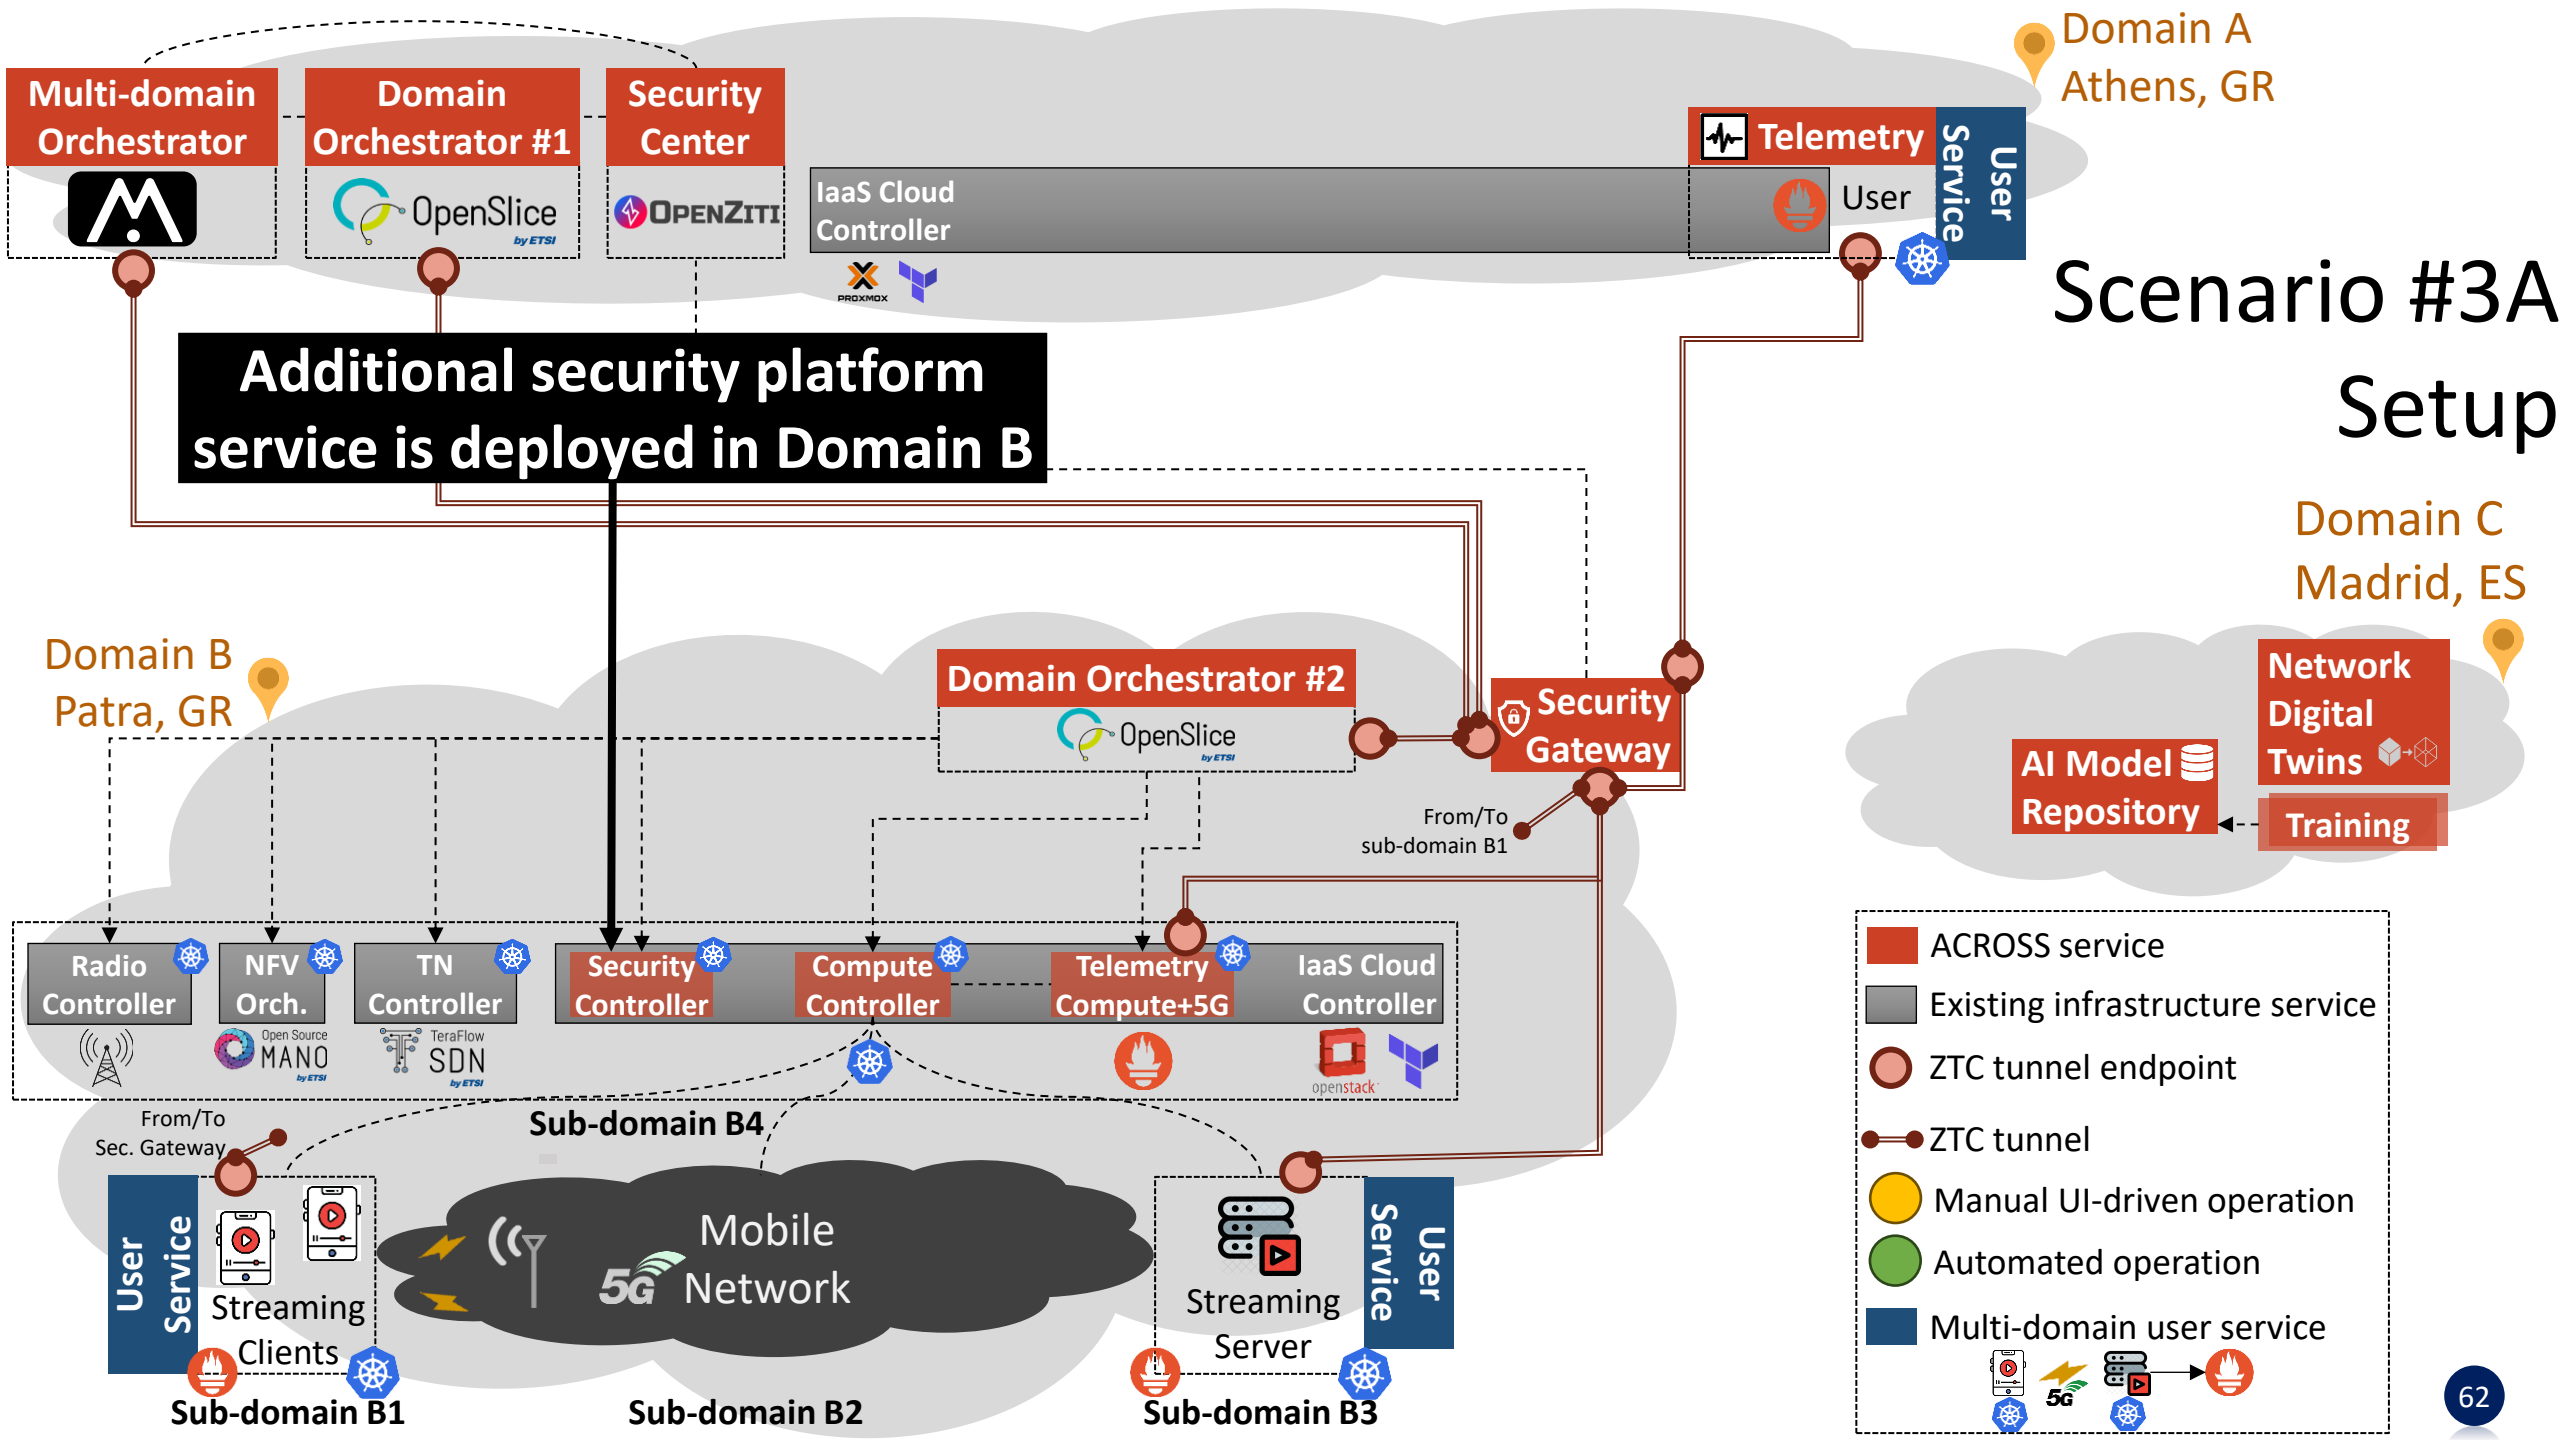 Domain A
Athens, GR
Multi-domain
Orchestrator
Domain
Orchestrator #1
Security
Center
OpenSlice
by ETSI
OPENZITI
IaaS Cloud
Controller
PROXMOX
Telemetry
User
User
Service
Scenario #3A
Setup
Additional security platform
service is deployed in Domain B
Domain C
Madrid, ES
Domain B
Patra, GR
Domain Orchestrator #2
OpenSlice
by ETSI
Security
Gateway
From/To
sub-domain B1
Network
Digital
Twins
AI Model
Repository
Training
Radio
Controller
NFV
Orch.
Open Source
MANO
by ETSI
TN
Controller
TeraFlow
SDN
by ETSI
Security
Controller
Compute
Controller
Telemetry
Compute+5G
IaaS Cloud
Controller
openstack
Sub-domain B4
From/To
Sec. Gateway
User
Service
Streaming
Clients
Sub-domain B1
5G
Mobile
Network
Sub-domain B2
Streaming
Server
User
Service
Sub-domain B3
ACROSS service
Existing infrastructure service
ZTC tunnel endpoint
ZTC tunnel
Manual UI-driven operation
Automated operation
Multi-domain user service
5G
62